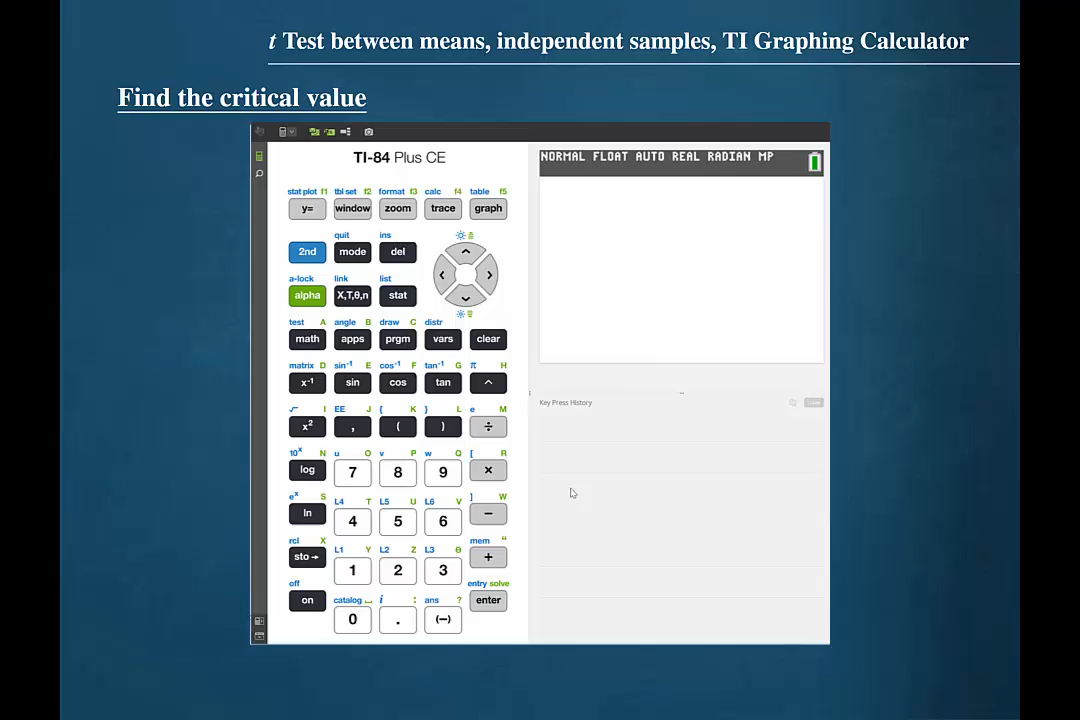 t Test between means, independent samples, TI Graphing Calculator
Find the critical value
TI-84 Plus CE
NORMAL FLOAT AUTO REAL RADIAN MP
stat plot f1 tbl set f2 format f3 calc f4 table f5
y= window zoom trace graph
quit ins
2nd mode del
a-lock link list
alpha X,T,θ,n stat
test A angle B draw C distr
math apps prgm vars clear
matrix D sin⁻¹ E cos⁻¹ F tan⁻¹ G π H
x⁻¹ sin cos tan ^
√ I EE J { K } L e M
x² , ( ) ÷
Key Press History
10ˣ N u O v P w Q [ R
log 7 8 9 ×
eˣ S L4 T L5 U L6 V ] W
ln 4 5 6 −
rcl X L1 Y L2 Z L3 θ mem "
sto→ 1 2 3 +
off catalog i : ans ? entry solve
on 0 . (−) enter